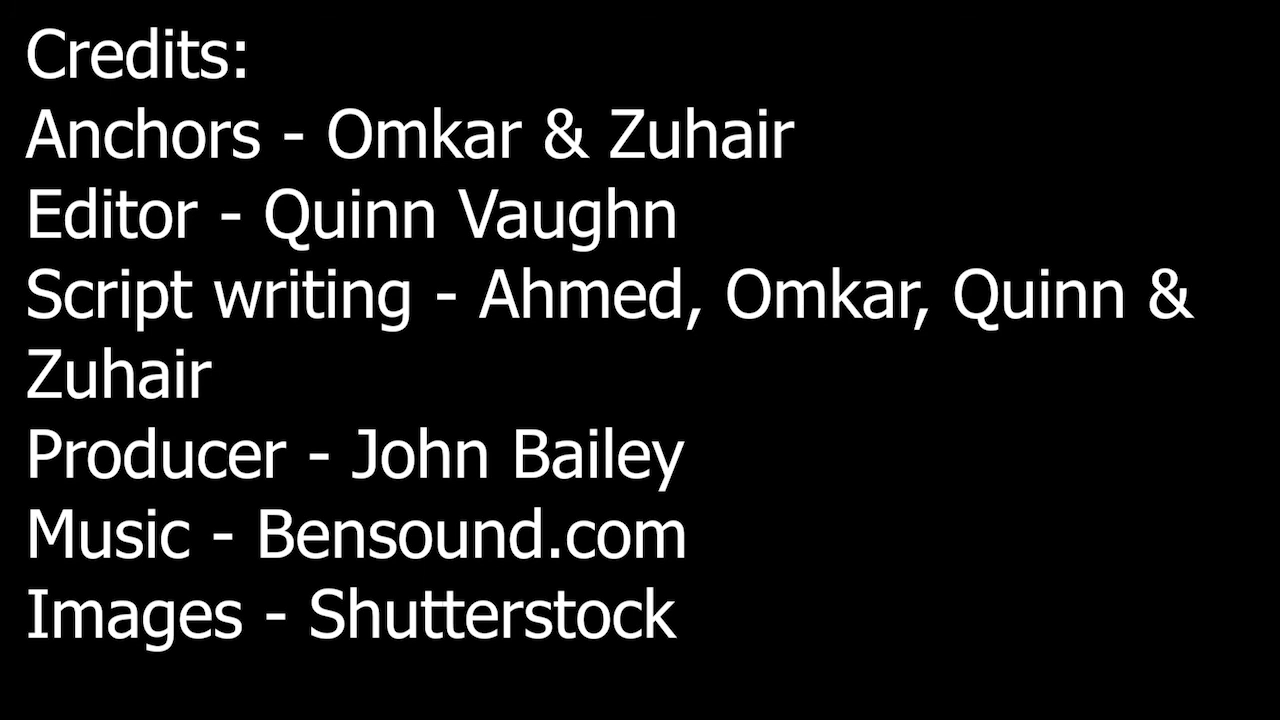 Credits:
Anchors - Omkar & Zuhair
Editor - Quinn Vaughn
Script writing - Ahmed, Omkar, Quinn &
Zuhair
Producer - John Bailey
Music - Bensound.com
Images - Shutterstock